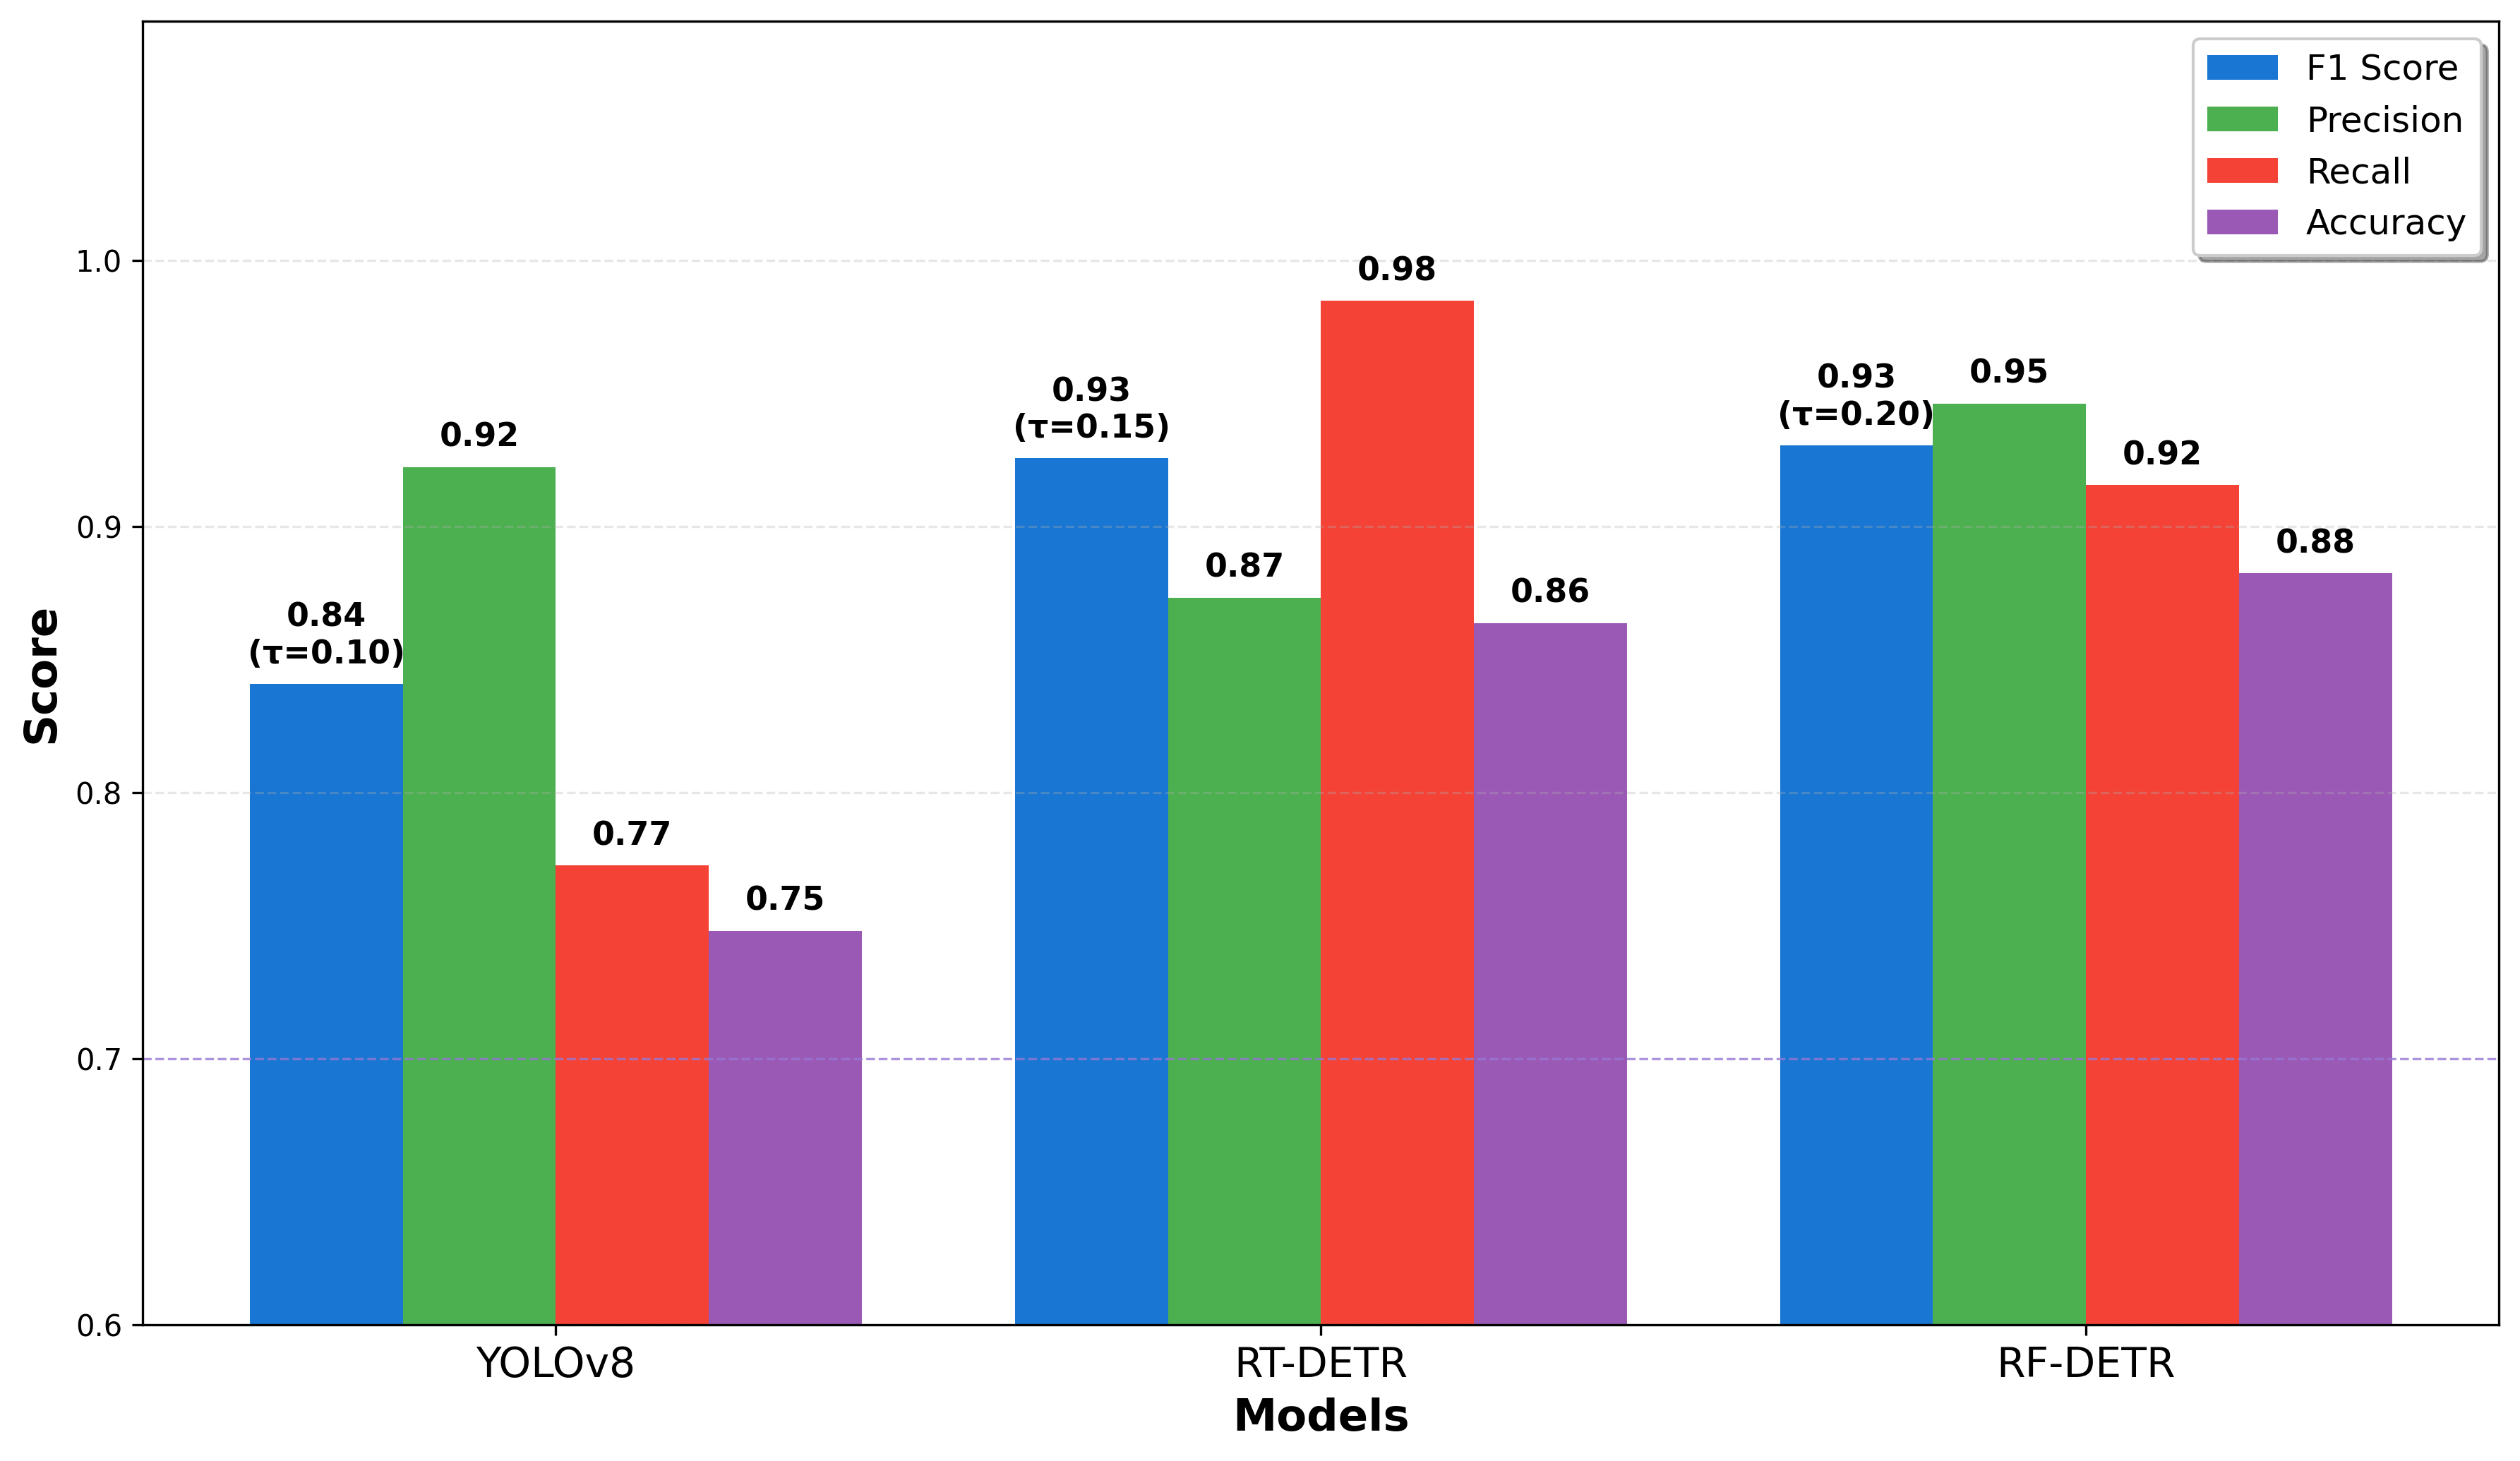 F1 Score
Precision
Recall
Accuracy
1.0
0.9
0.8
0.7
0.6
Score
0.84
(τ=0.10)
0.92
0.77
0.75
0.93
(τ=0.15)
0.87
0.98
0.86
0.93
(τ=0.20)
0.95
0.92
0.88
YOLOv8
RT-DETR
RF-DETR
Models